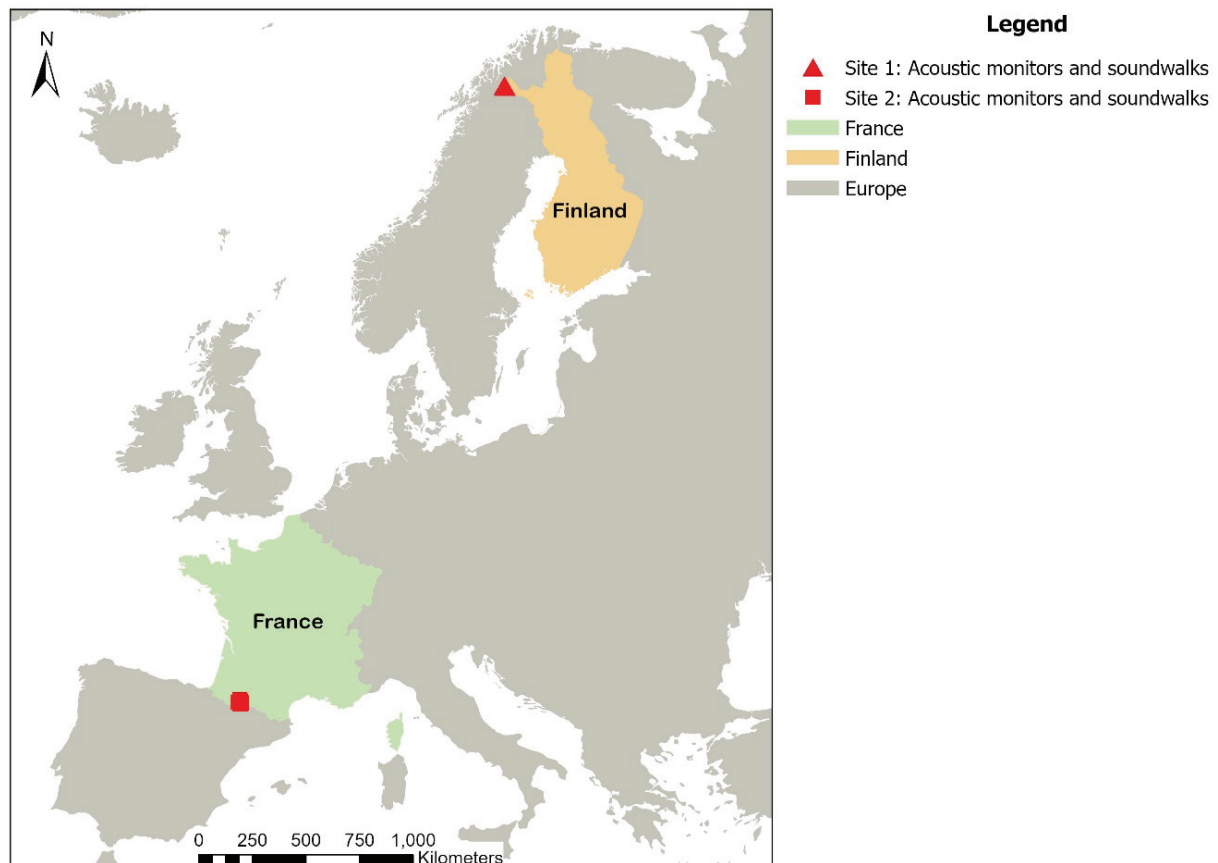 N
Finland
France
0 250 500 750 1,000
Kilometers
Legend
Site 1: Acoustic monitors and soundwalks
Site 2: Acoustic monitors and soundwalks
France
Finland
Europe